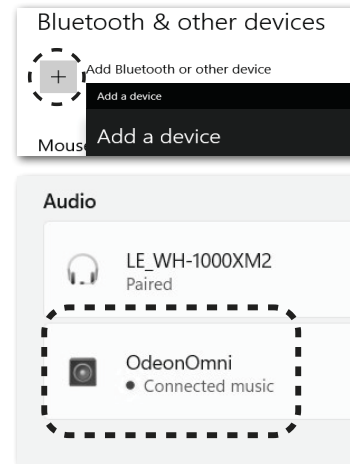 Bluetooth & other devices
+
Add Bluetooth or other device
Add a device
Add a device
Mouse
Audio
LE_WH-1000XM2
Paired
OdeonOmni
• Connected music